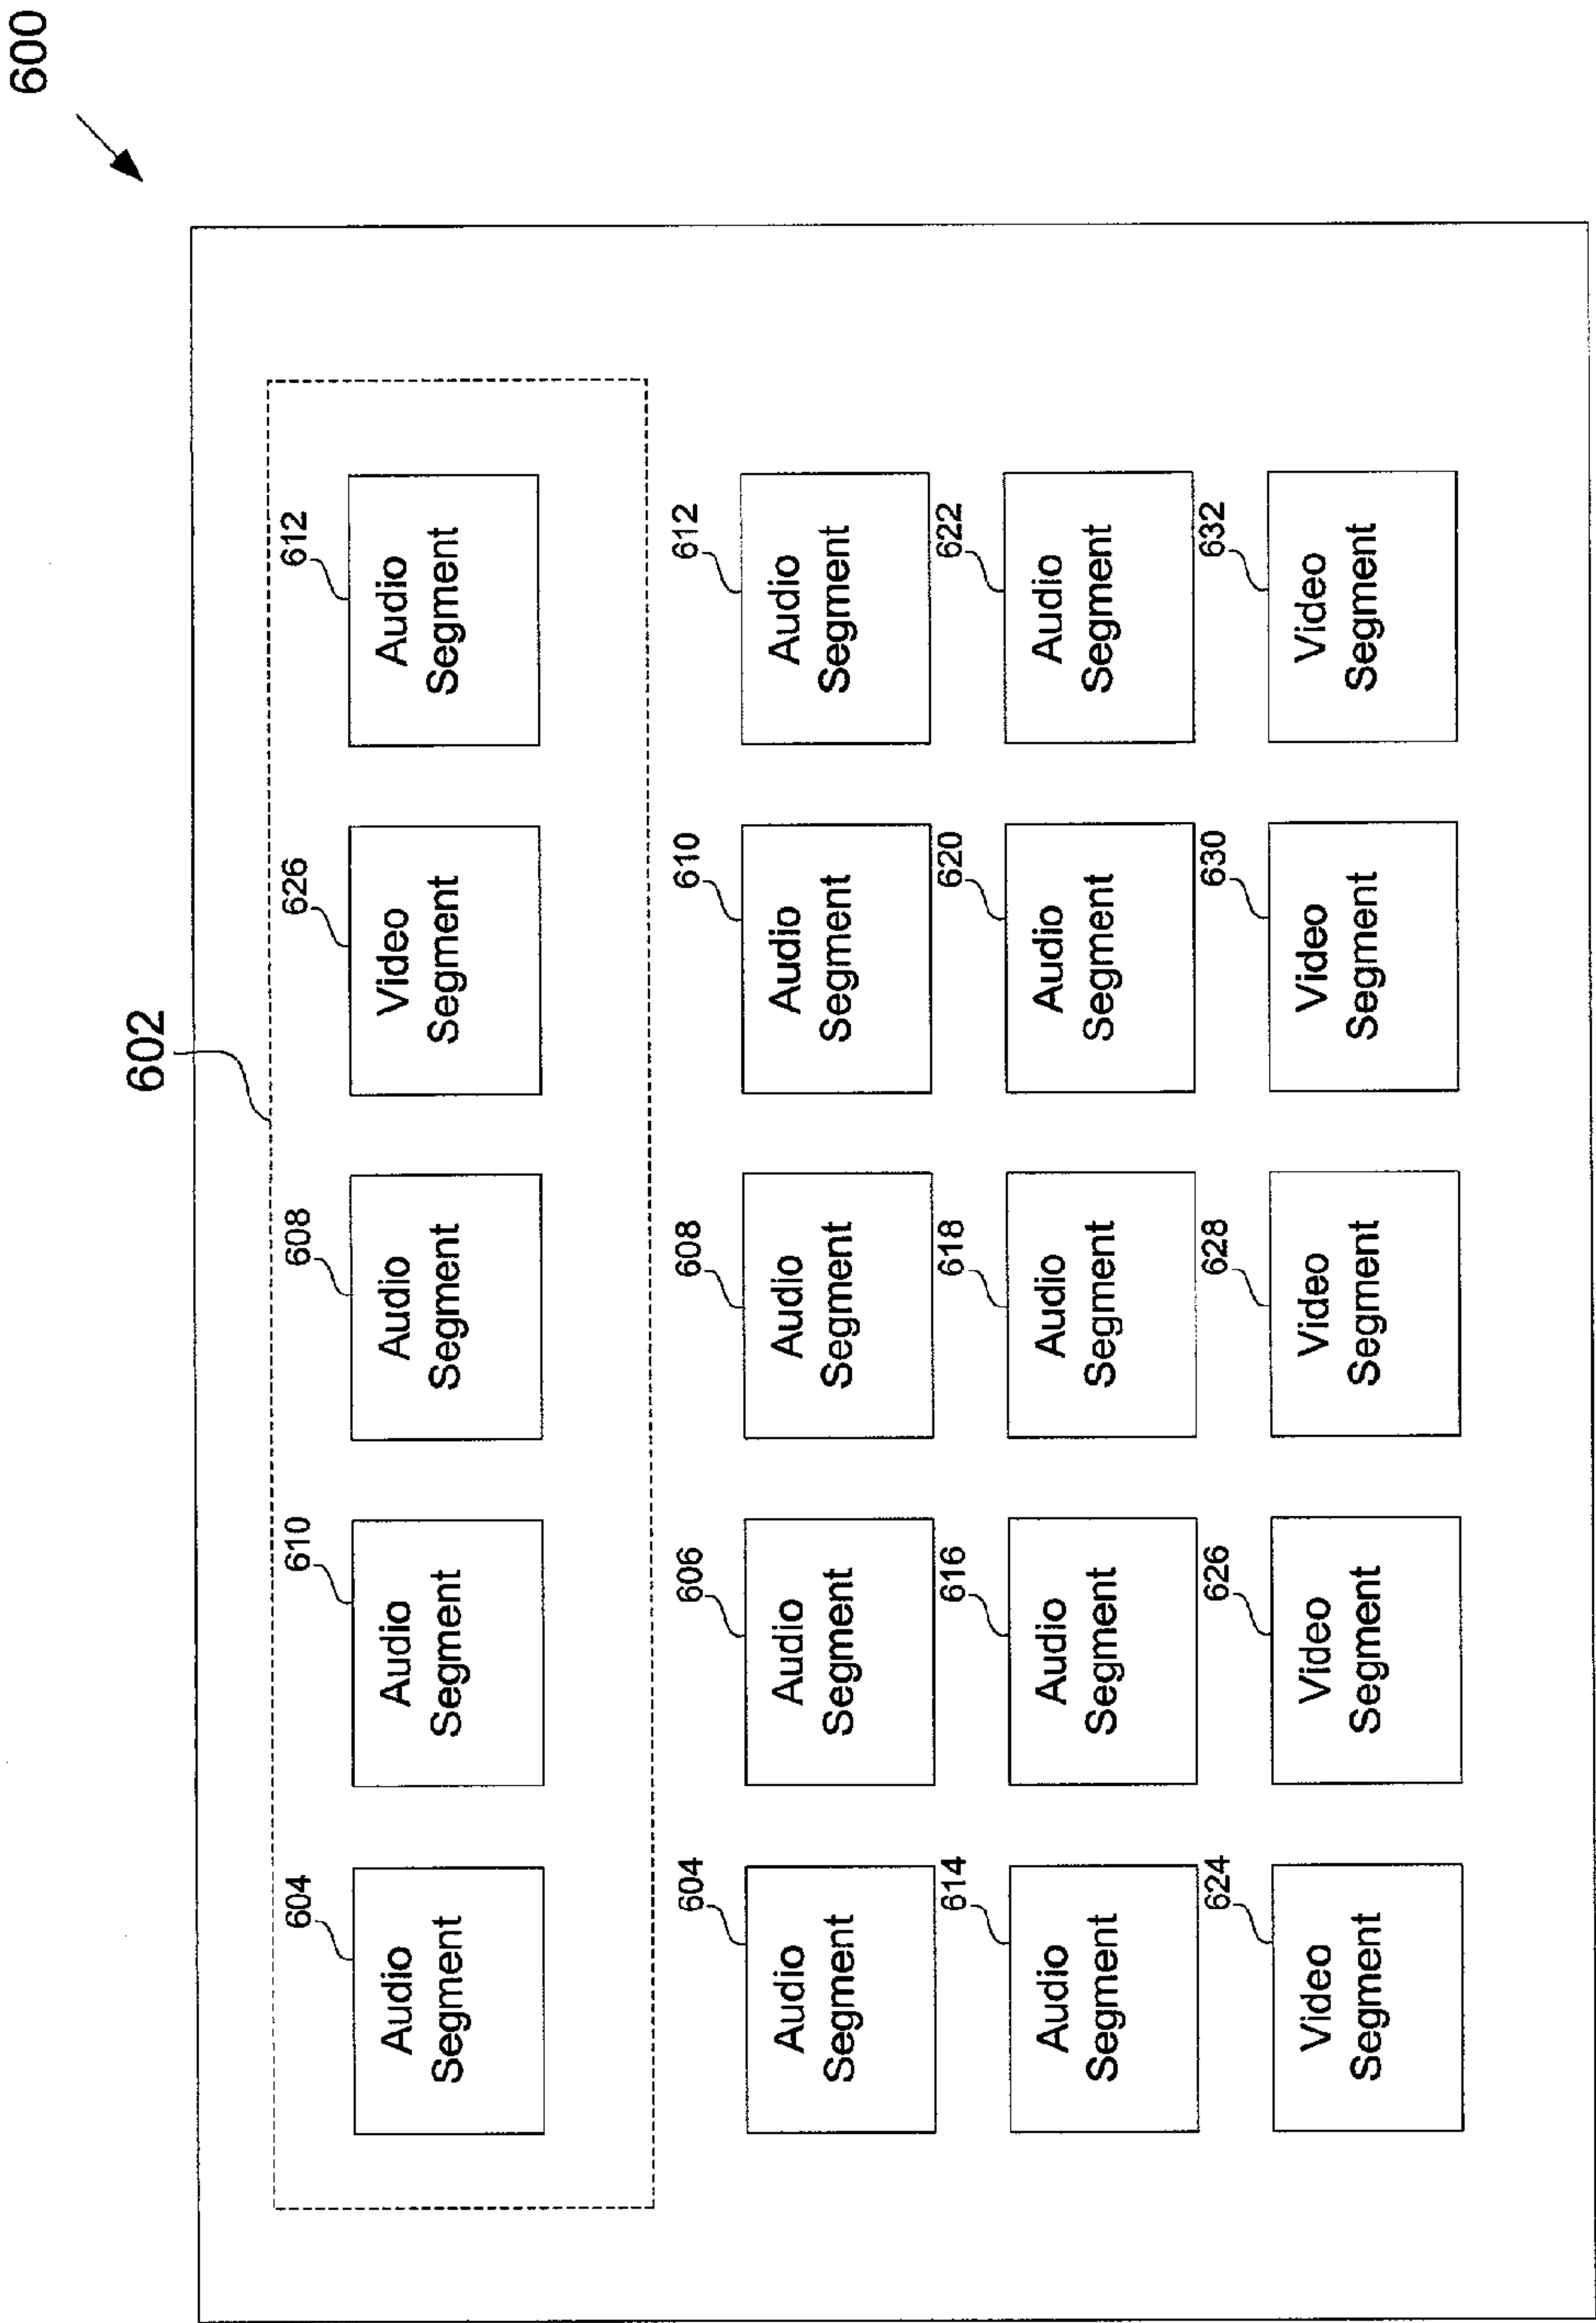 600
602
604
610
608
626
612
Audio
Segment
Audio
Segment
Audio
Segment
Video
Segment
Audio
Segment
604
606
608
610
612
Audio
Segment
Audio
Segment
Audio
Segment
Audio
Segment
Audio
Segment
614
616
618
620
622
Audio
Segment
Audio
Segment
Audio
Segment
Audio
Segment
Audio
Segment
624
626
628
630
632
Video
Segment
Video
Segment
Video
Segment
Video
Segment
Video
Segment